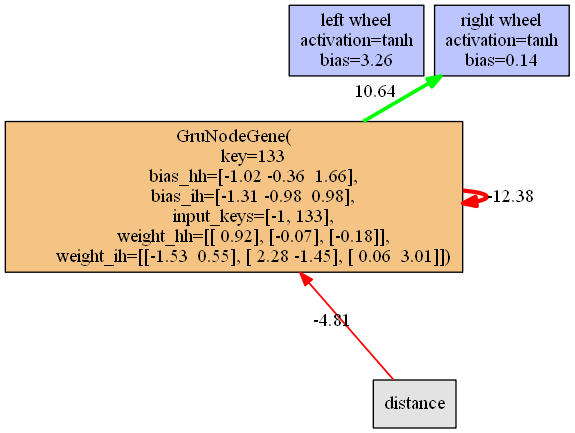 left wheel
activation=tanh
bias=3.26
right wheel
activation=tanh
bias=0.14
10.64
GruNodeGene(
key=133
bias_hh=[-1.02 -0.36  1.66],
bias_ih=[-1.31 -0.98  0.98],
input_keys=[-1, 133],
weight_hh=[[ 0.92], [-0.07], [-0.18]],
weight_ih=[[-1.53  0.55], [ 2.28 -1.45], [ 0.06  3.01]])
-12.38
-4.81
distance